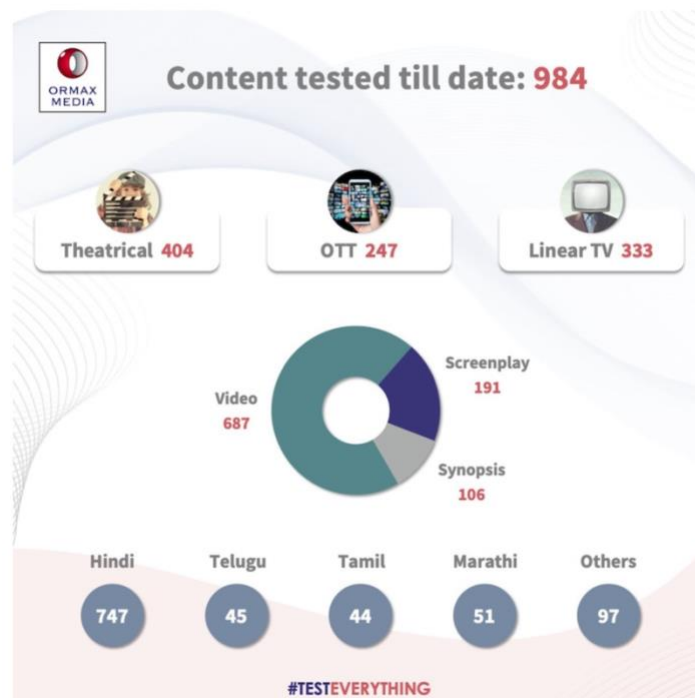 ORMAX
MEDIA
Content tested till date: 984
Theatrical 404
OTT 247
Linear TV 333
Video
687
Screenplay
191
Synopsis
106
Hindi
Telugu
Tamil
Marathi
Others
747
45
44
51
97
#TESTEVERYTHING